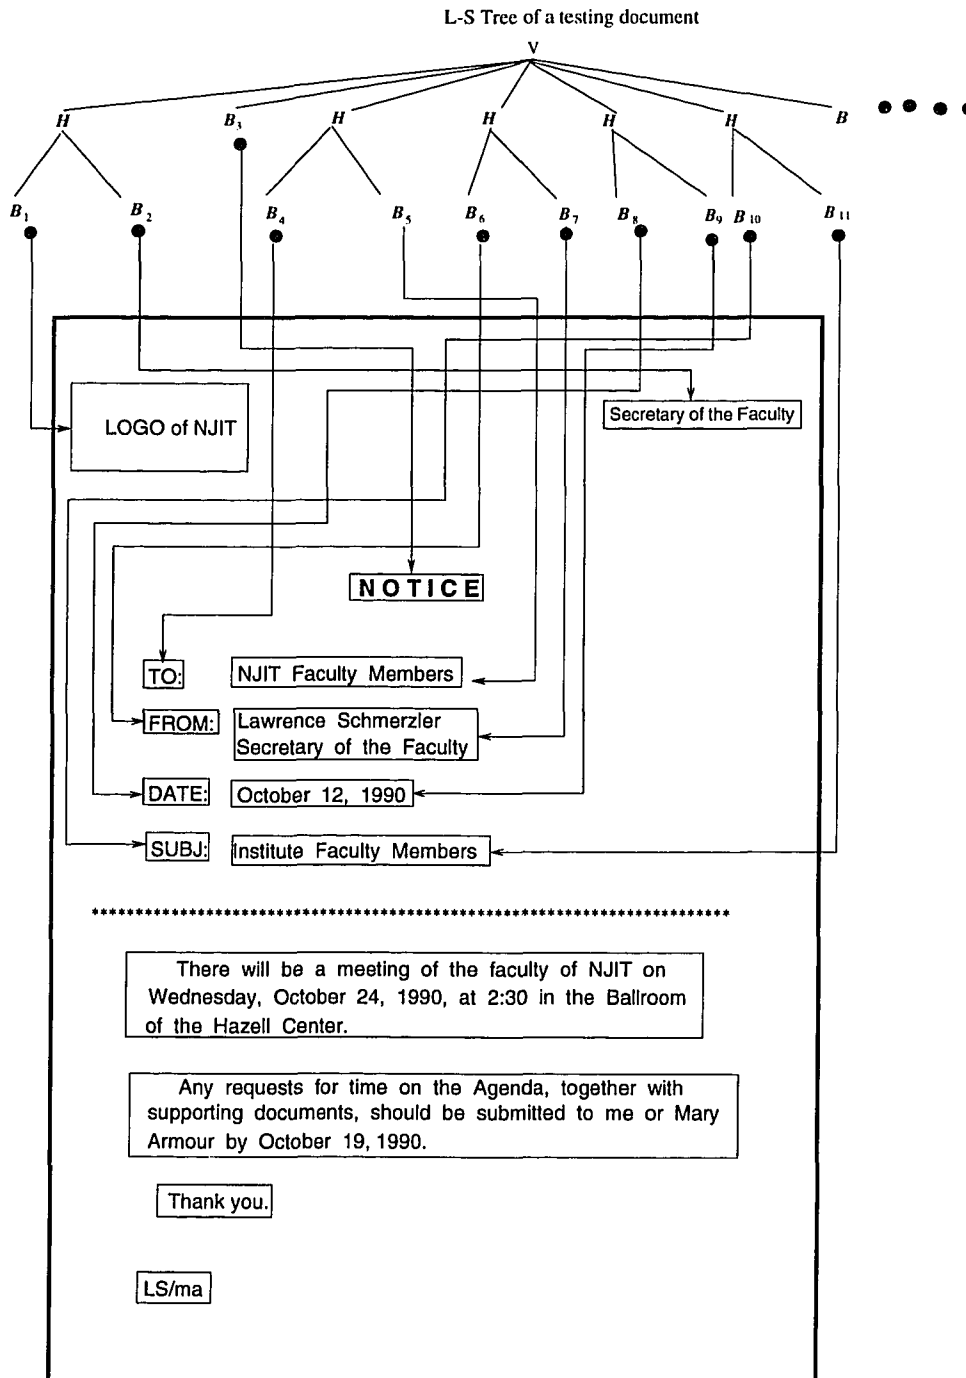 L-S Tree of a testing document
V
H B3 H H H H B
B1 B2 B4 B5 B6 B7 B8 B9 B10 B11
LOGO of NJIT
Secretary of the Faculty
NOTICE
TO: NJIT Faculty Members
FROM: Lawrence Schmerzler
Secretary of the Faculty
DATE: October 12, 1990
SUBJ: Institute Faculty Members
*************************************************************************
There will be a meeting of the faculty of NJIT on
Wednesday, October 24, 1990, at 2:30 in the Ballroom
of the Hazell Center.
Any requests for time on the Agenda, together with
supporting documents, should be submitted to me or Mary
Armour by October 19, 1990.
Thank you.
LS/ma